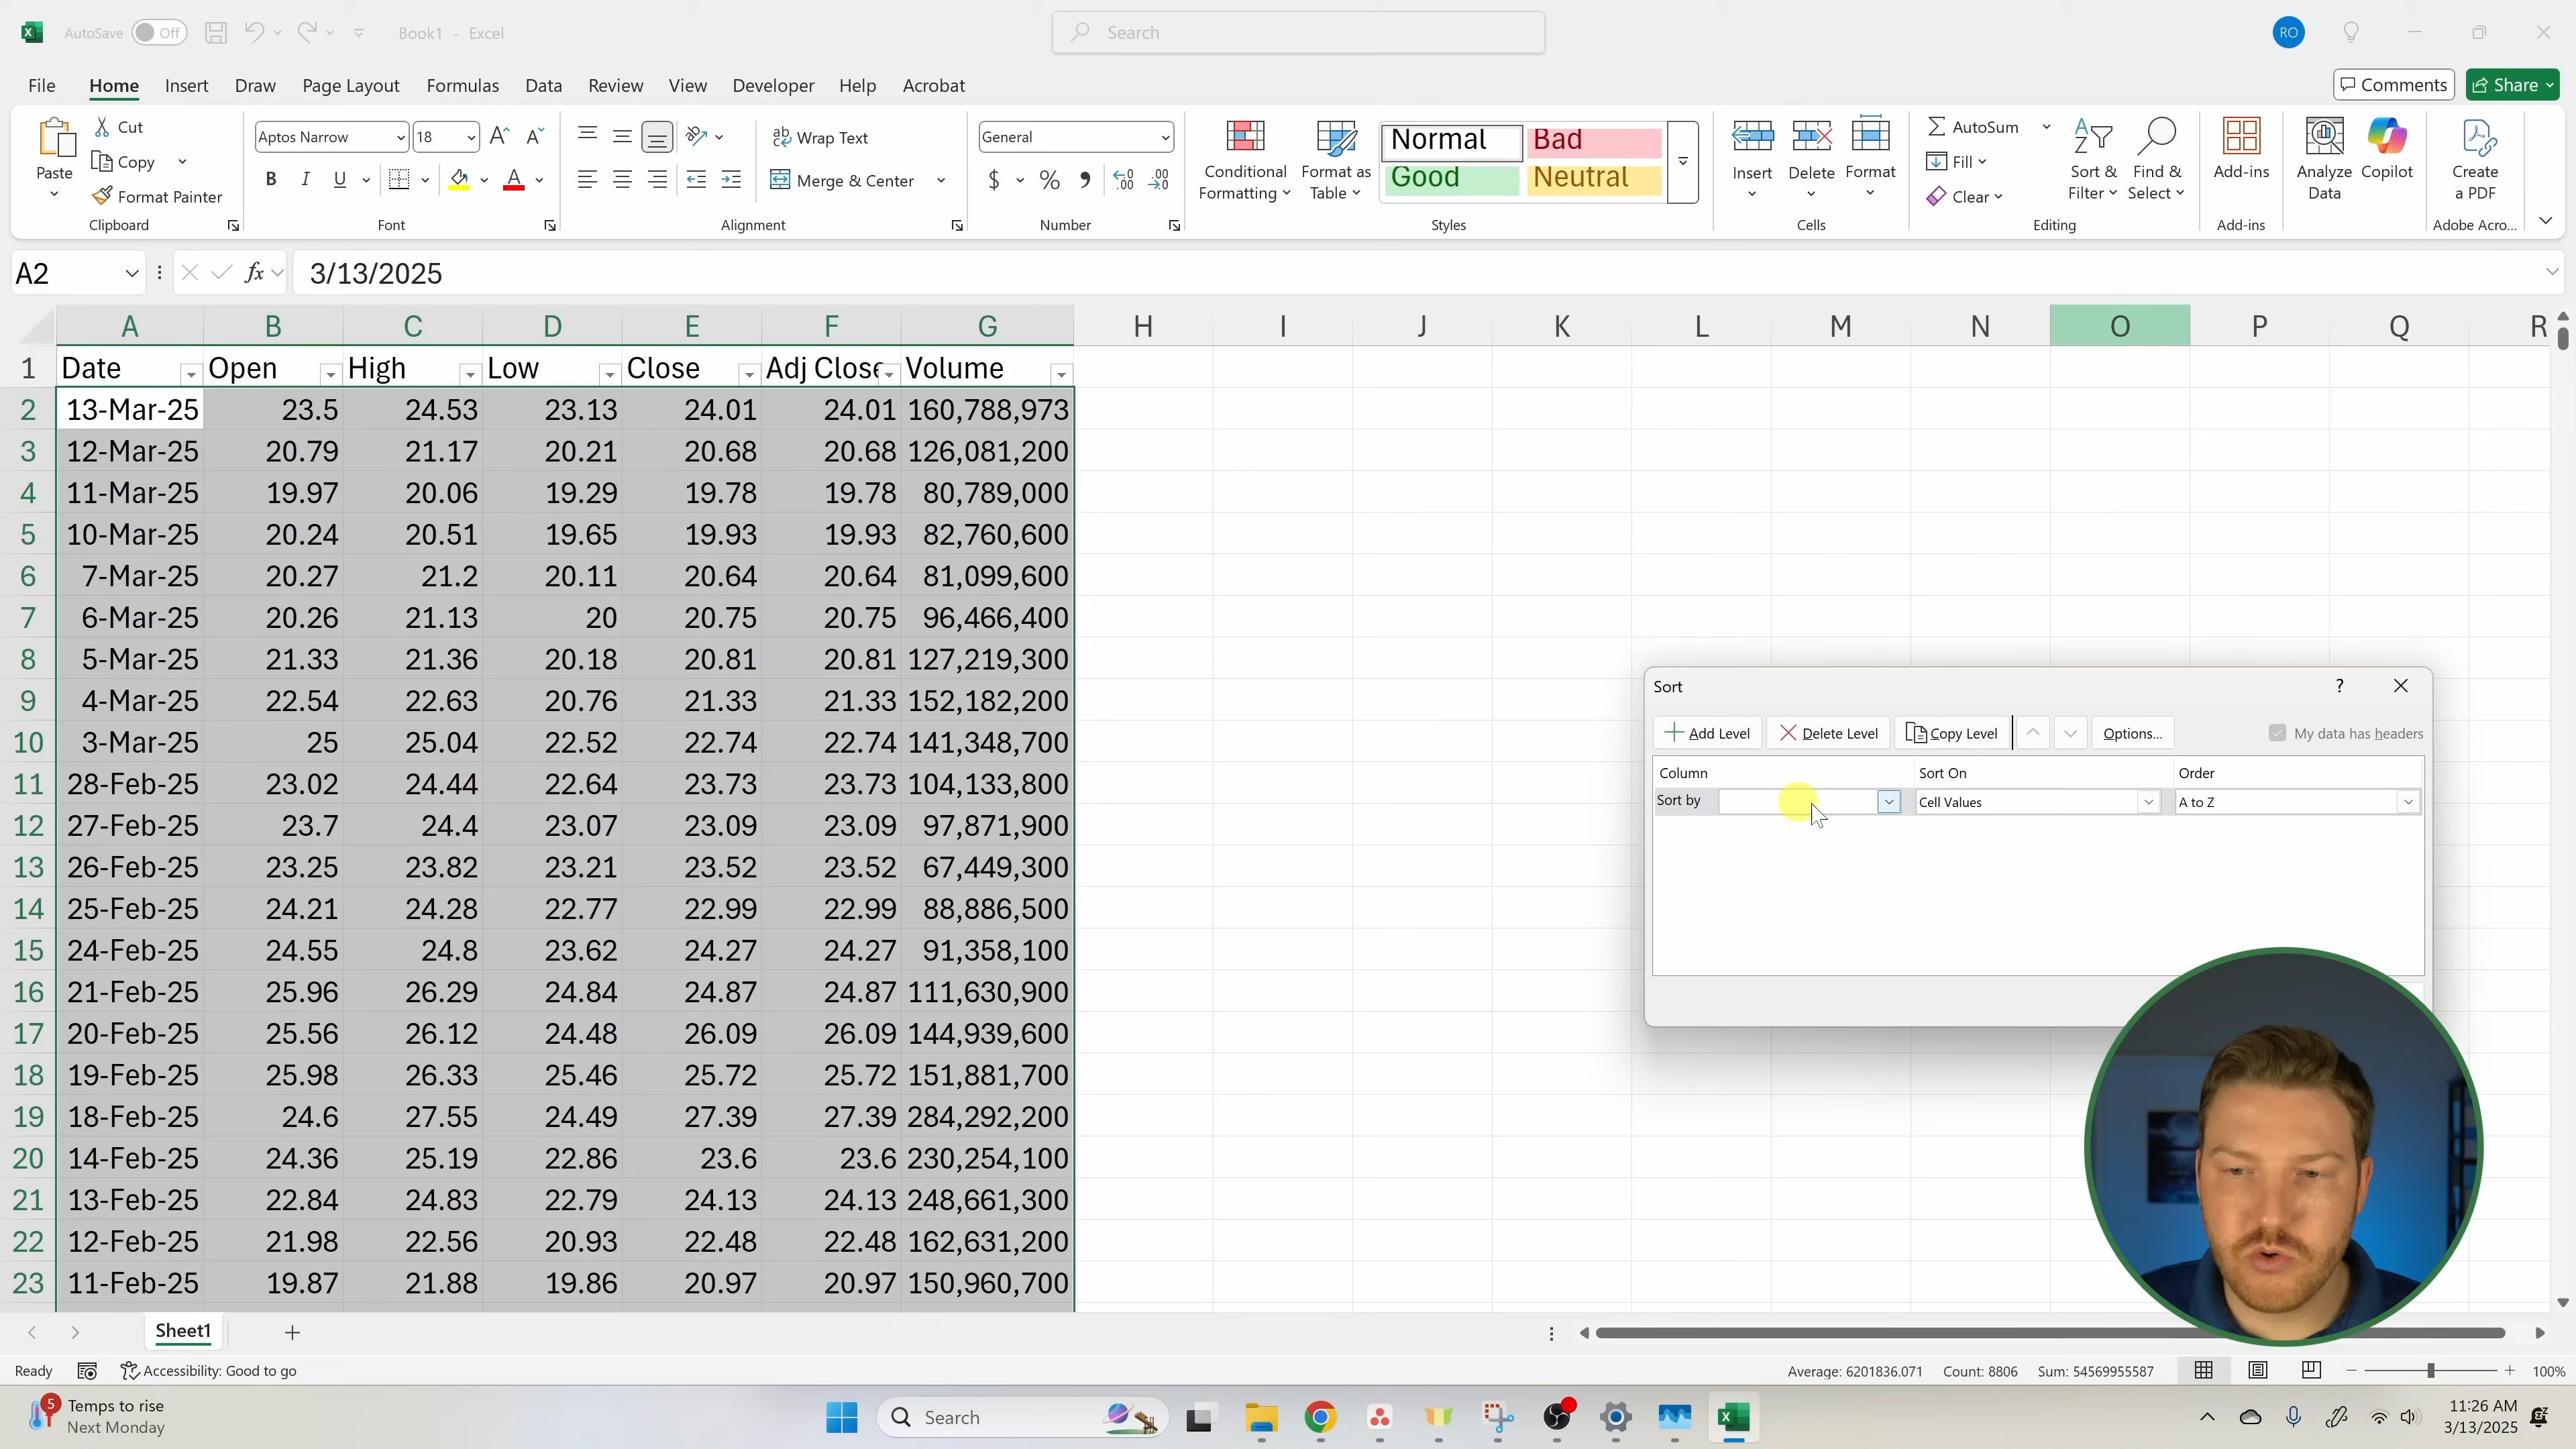 AutoSave Off Book1 - Excel Search RO
File Home Insert Draw Page Layout Formulas Data Review View Developer Help Acrobat Comments Share
Paste Cut Copy Format Painter Clipboard
Aptos Narrow 18 B I U A Font
ab Wrap Text Merge & Center Alignment
General $ % Number
Conditional Formatting Format as Table Normal Bad Good Neutral Styles
Insert Delete Format Cells
AutoSum Fill Clear Sort & Filter Find & Select Editing
Add-ins Add-ins
Analyze Data Copilot
Create a PDF Adobe Acro...
A2 fx 3/13/2025
A B C D E F G H I J K L M N O P Q R
1 Date Open High Low Close Adj Close Volume
2 13-Mar-25 23.5 24.53 23.13 24.01 24.01 160,788,973
3 12-Mar-25 20.79 21.17 20.21 20.68 20.68 126,081,200
4 11-Mar-25 19.97 20.06 19.29 19.78 19.78 80,789,000
5 10-Mar-25 20.24 20.51 19.65 19.93 19.93 82,760,600
6 7-Mar-25 20.27 21.2 20.11 20.64 20.64 81,099,600
7 6-Mar-25 20.26 21.13 20 20.75 20.75 96,466,400
8 5-Mar-25 21.33 21.36 20.18 20.81 20.81 127,219,300
9 4-Mar-25 22.54 22.63 20.76 21.33 21.33 152,182,200
10 3-Mar-25 25 25.04 22.52 22.74 22.74 141,348,700
11 28-Feb-25 23.02 24.44 22.64 23.73 23.73 104,133,800
12 27-Feb-25 23.7 24.4 23.07 23.09 23.09 97,871,900
13 26-Feb-25 23.25 23.82 23.21 23.52 23.52 67,449,300
14 25-Feb-25 24.21 24.28 22.77 22.99 22.99 88,886,500
15 24-Feb-25 24.55 24.8 23.62 24.27 24.27 91,358,100
16 21-Feb-25 25.96 26.29 24.84 24.87 24.87 111,630,900
17 20-Feb-25 25.56 26.12 24.48 26.09 26.09 144,939,600
18 19-Feb-25 25.98 26.33 25.46 25.72 25.72 151,881,700
19 18-Feb-25 24.6 27.55 24.49 27.39 27.39 284,292,200
20 14-Feb-25 24.36 25.19 22.86 23.6 23.6 230,254,100
21 13-Feb-25 22.84 24.83 22.79 24.13 24.13 248,661,300
22 12-Feb-25 21.98 22.56 20.93 22.48 22.48 162,631,200
23 11-Feb-25 19.87 21.88 19.86 20.97 20.97 150,960,700
Sort ?
Add Level Delete Level Copy Level Options... My data has headers
Column Sort On Order
Sort by Cell Values A to Z
Sheet1
Ready Accessibility: Good to go Average: 6201836.071 Count: 8806 Sum: 54569955587 100%
5 Temps to rise
Next Monday
Search
11:26 AM
3/13/2025